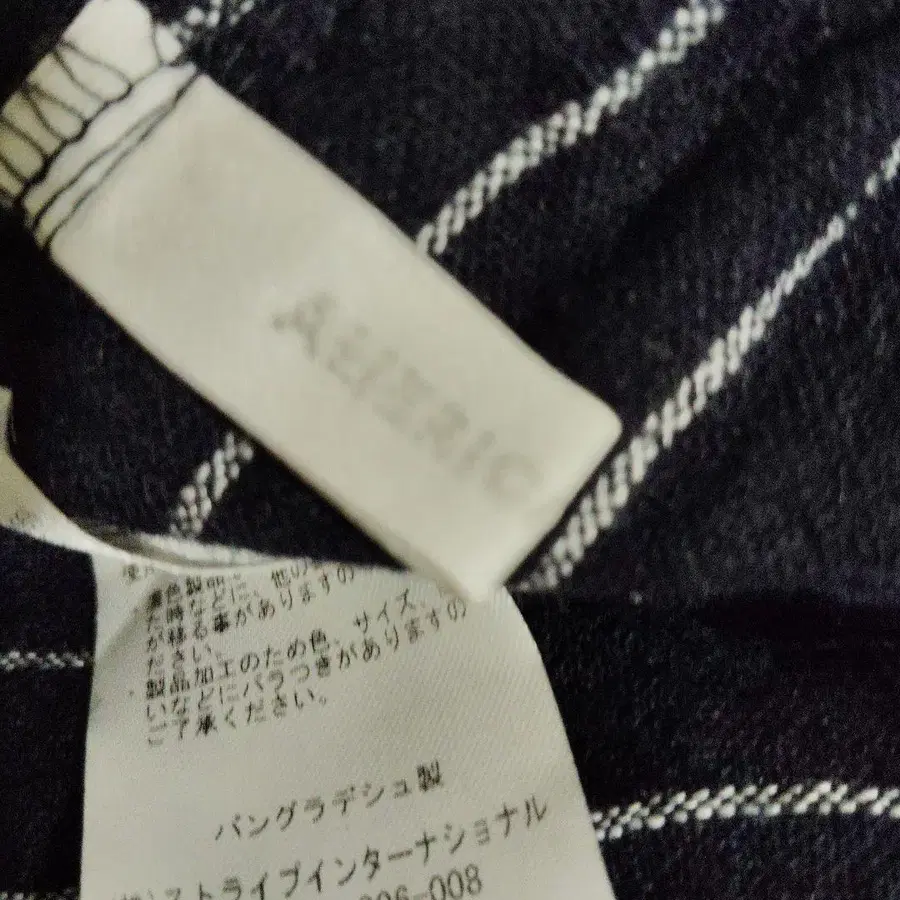 濃色製品、他の
た時などに、
が移る事がありますの
ださい。
・製品加工のため色、サイズ、
いなどにバラつきがありますの
ご了承ください。
バングラデシュ製
(株)ストライプインターナショナル
-008